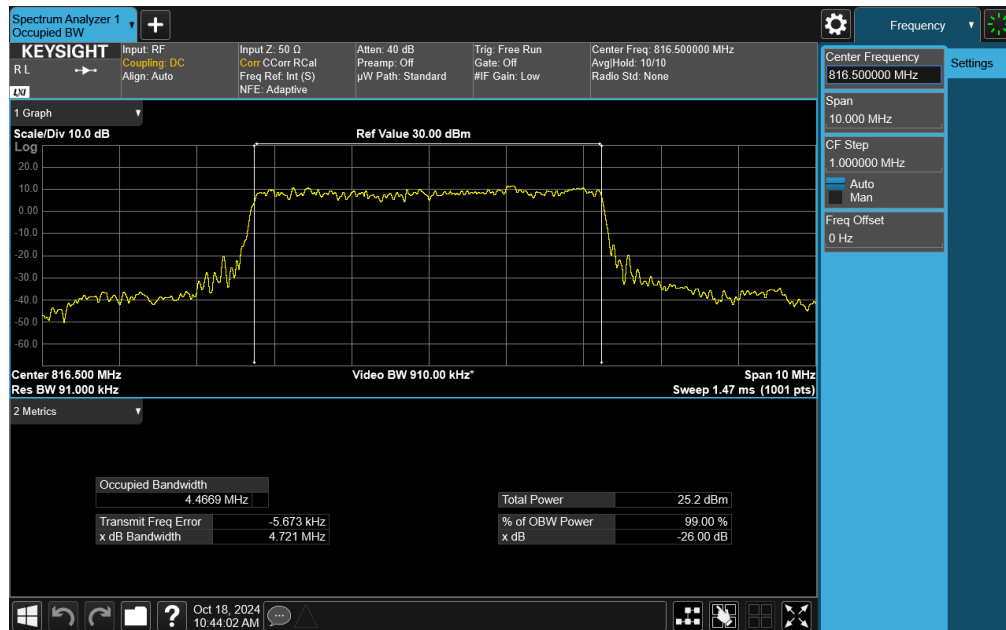 Spectrum Analyzer 1
Occupied BW
Frequency
KEYSIGHT
R L
LXI
Input: RF
Coupling: DC
Align: Auto
Input Z: 50 Ω
Corr CCorr RCal
Freq Ref: Int (S)
NFE: Adaptive
Atten: 40 dB
Preamp: Off
µW Path: Standard
Trig: Free Run
Gate: Off
#IF Gain: Low
Center Freq: 816.500000 MHz
Avg|Hold: 10/10
Radio Std: None
Center Frequency
816.500000 MHz
Settings
Span
10.000 MHz
CF Step
1.000000 MHz
Auto
Man
Freq Offset
0 Hz
1 Graph
Scale/Div 10.0 dB
Ref Value 30.00 dBm
Log
20.0
10.0
0.00
-10.0
-20.0
-30.0
-40.0
-50.0
-60.0
Center 816.500 MHz
Video BW 910.00 kHz*
Span 10 MHz
Res BW 91.000 kHz
Sweep 1.47 ms (1001 pts)
2 Metrics
Occupied Bandwidth
4.4669 MHz
Transmit Freq Error -5.673 kHz
x dB Bandwidth 4.721 MHz
Total Power 25.2 dBm
% of OBW Power 99.00 %
x dB -26.00 dB
?
Oct 18, 2024
10:44:02 AM